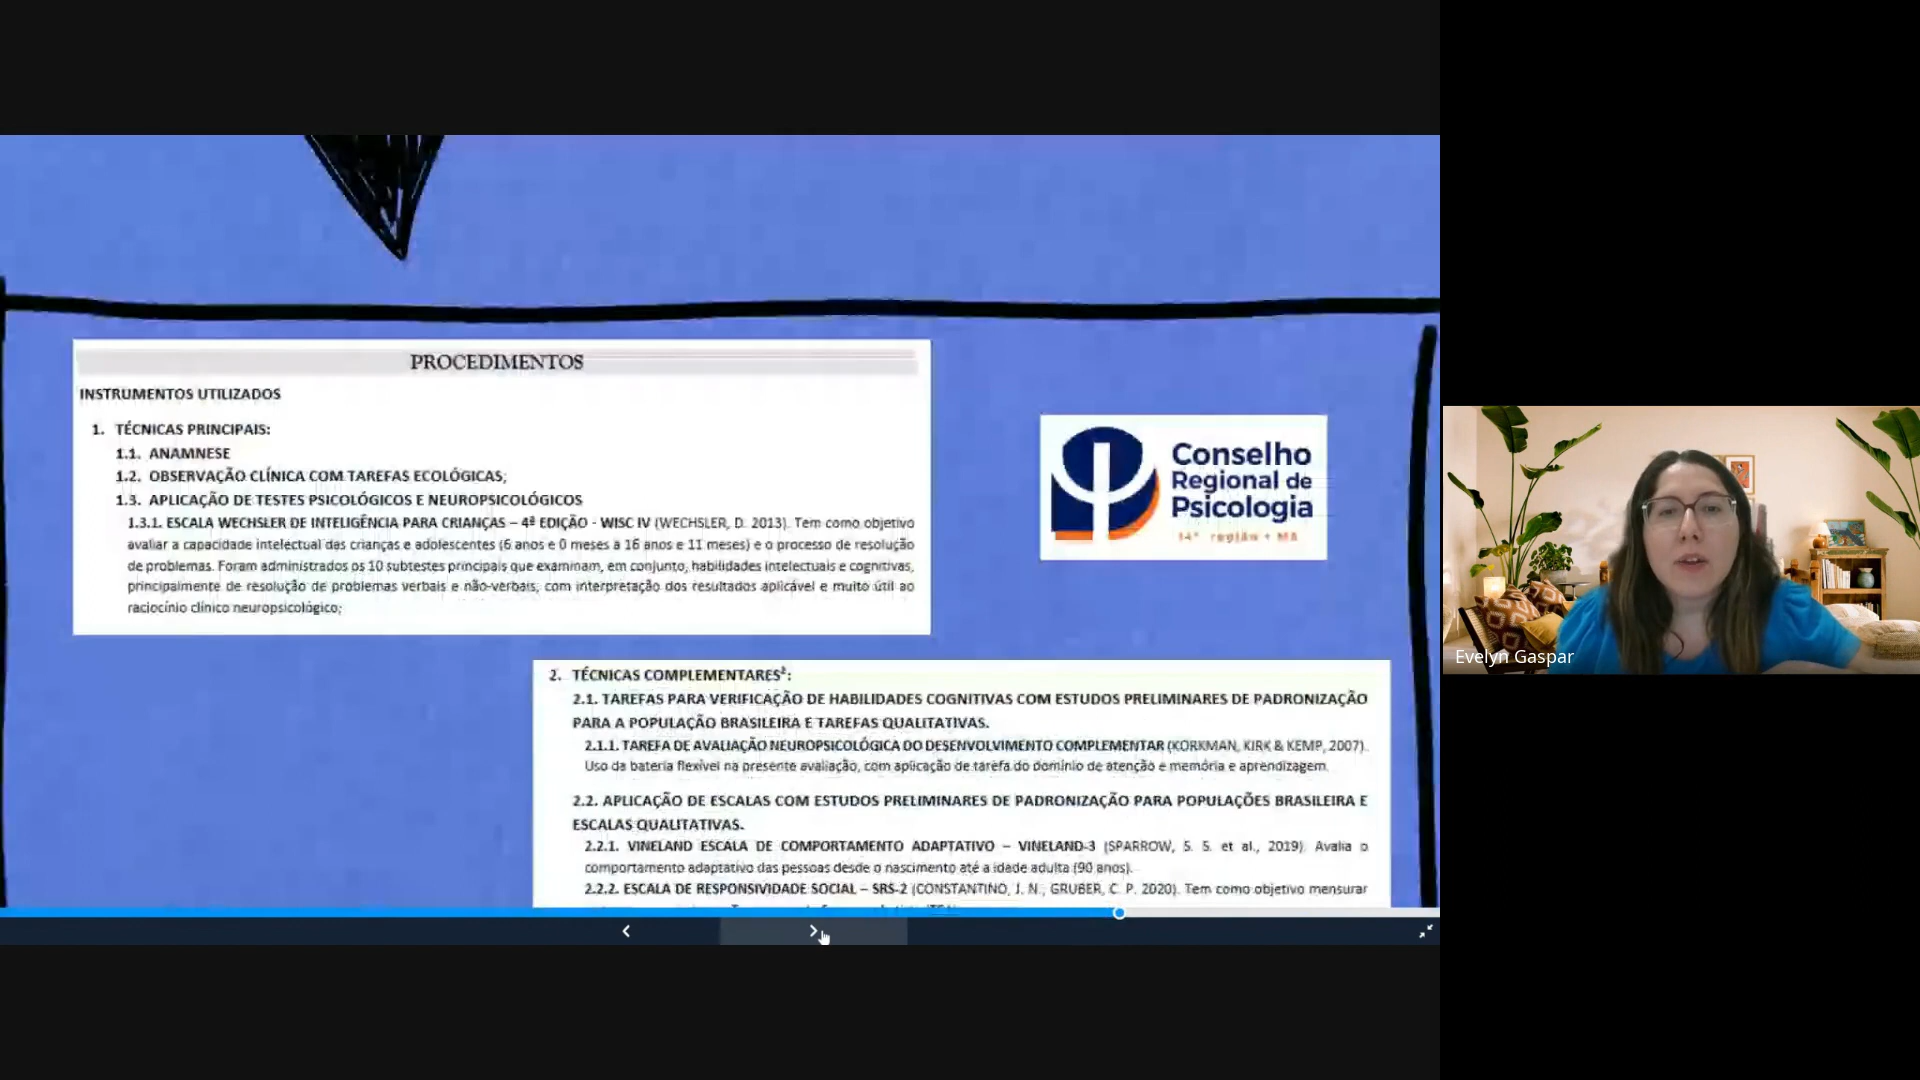 PROCEDIMENTOS
INSTRUMENTOS UTILIZADOS
1. TÉCNICAS PRINCIPAIS:
1.1. ANAMNESE
1.2. OBSERVAÇÃO CLÍNICA COM TAREFAS ECOLÓGICAS;
1.3. APLICAÇÃO DE TESTES PSICOLÓGICOS E NEUROPSICOLÓGICOS
1.3.1. ESCALA WECHSLER DE INTELIGÊNCIA PARA CRIANÇAS – 4ª EDIÇÃO - WISC IV (WECHSLER, D. 2013). Tem como objetivo
avaliar a capacidade intelectual das crianças e adolescentes (6 anos e 0 meses a 16 anos e 11 meses) e o processo de resolução
de problemas. Foram administrados os 10 subtestes principais que examinam, em conjunto, habilidades intelectuais e cognitivas,
principalmente de resolução de problemas verbais e não-verbais, com interpretação dos resultados aplicável e muito útil ao
raciocínio clínico neuropsicológico;
Conselho
Regional de
Psicologia
14ª região • MS
2. TÉCNICAS COMPLEMENTARES²:
2.1. TAREFAS PARA VERIFICAÇÃO DE HABILIDADES COGNITIVAS COM ESTUDOS PRELIMINARES DE PADRONIZAÇÃO
PARA A POPULAÇÃO BRASILEIRA E TAREFAS QUALITATIVAS.
2.1.1. TAREFA DE AVALIAÇÃO NEUROPSICOLÓGICA DO DESENVOLVIMENTO COMPLEMENTAR (KORKMAN, KIRK & KEMP, 2007).
Uso da bateria flexível na presente avaliação, com aplicação de tarefa do domínio de atenção e memória e aprendizagem.
2.2. APLICAÇÃO DE ESCALAS COM ESTUDOS PRELIMINARES DE PADRONIZAÇÃO PARA POPULAÇÕES BRASILEIRA E
ESCALAS QUALITATIVAS.
2.2.1. VINELAND ESCALA DE COMPORTAMENTO ADAPTATIVO – VINELAND-3 (SPARROW, S. S. et al., 2019). Avalia o
comportamento adaptativo das pessoas desde o nascimento até a idade adulta (90 anos).
2.2.2. ESCALA DE RESPONSIVIDADE SOCIAL – SRS-2 (CONSTANTINO, J. N., GRUBER, C. P. 2020). Tem como objetivo mensurar
Evelyn Gaspar